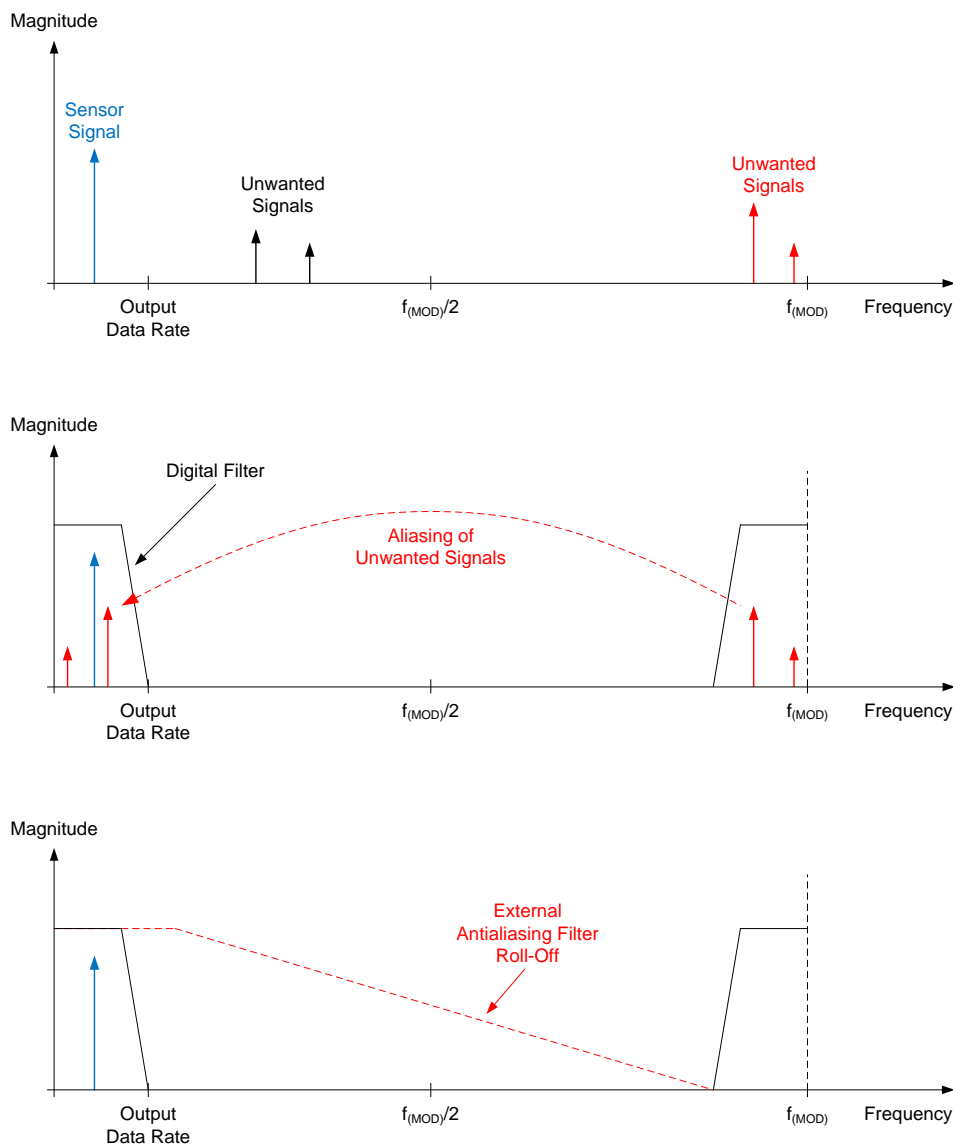 Magnitude
Sensor
Signal
Unwanted
Signals
Unwanted
Signals
Output
Data Rate
f(MOD)/2
f(MOD)
Frequency
Magnitude
Digital Filter
Aliasing of
Unwanted Signals
Output
Data Rate
f(MOD)/2
f(MOD)
Frequency
Magnitude
External
Antialiasing Filter
Roll-Off
Output
Data Rate
f(MOD)/2
f(MOD)
Frequency